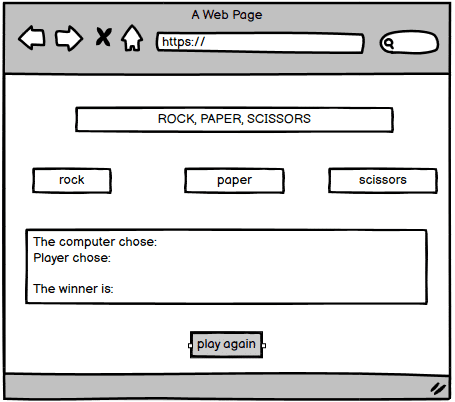 A Web Page
https://
ROCK, PAPER, SCISSORS
rock
paper
scissors
The computer chose:
Player chose:
The winner is:
play again